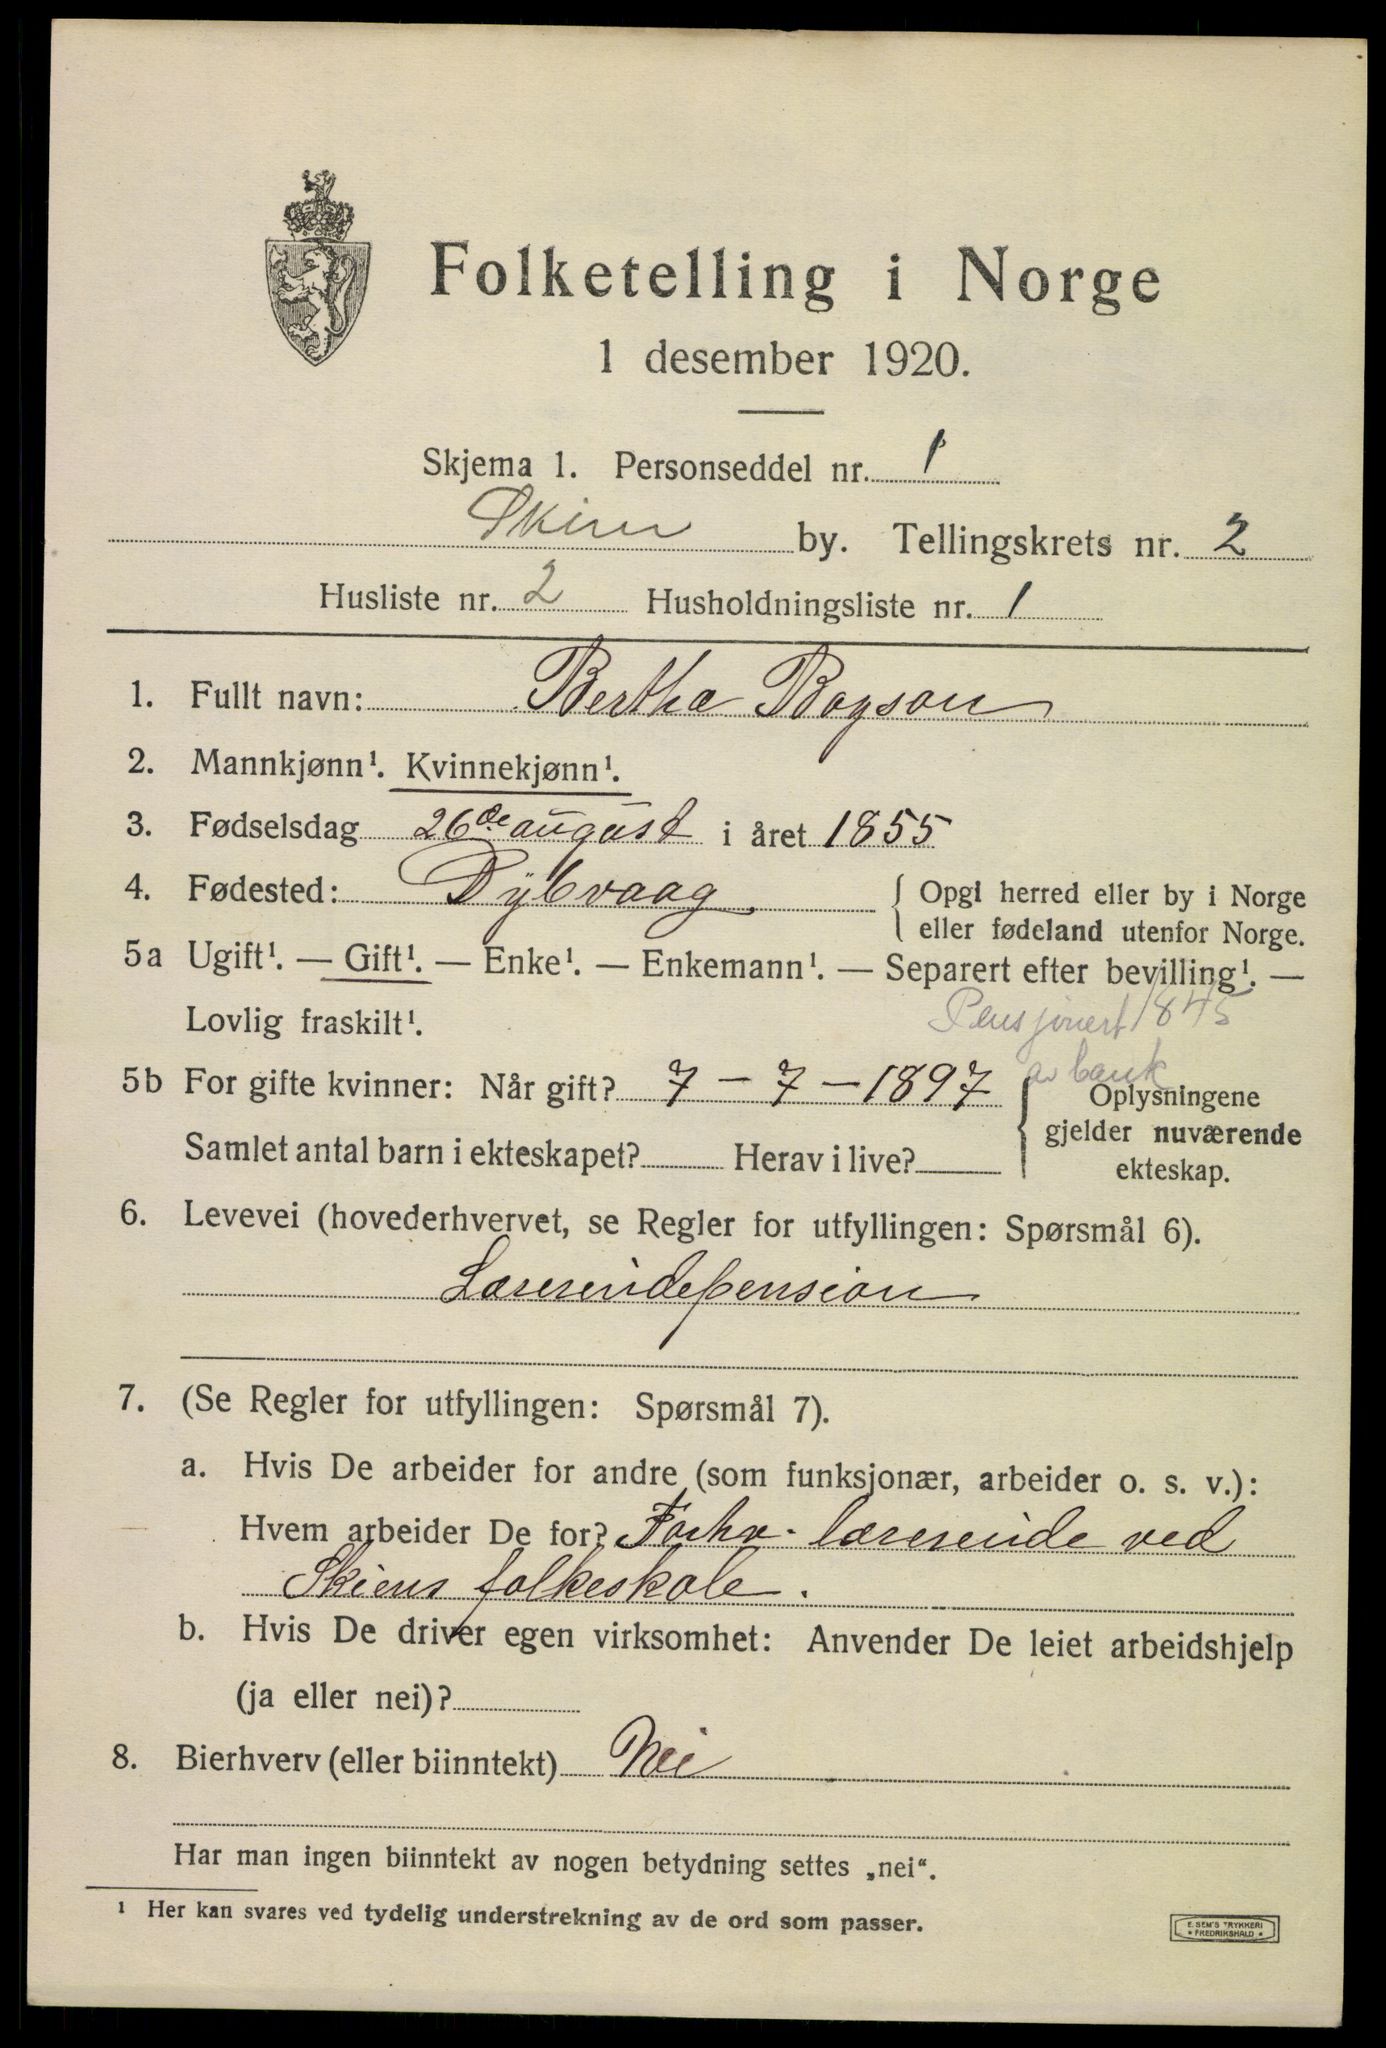 Folketelling i Norge
1 desember 1920.
Skjema 1. Personseddel nr. 1
Skien by. Tellingskrets nr. 2
Husliste nr. 2 Husholdningsliste nr. 1
1. Fullt navn: Bertha Boyson
2. Mannkjønn¹. Kvinnekjønn¹.
3. Fødselsdag 26de august i året 1855
4. Fødested: Dybvaag { Opgi herred eller by i Norge
eller fødeland utenfor Norge.
5a Ugift¹. — Gift¹. — Enke¹. — Enkemann¹. — Separert efter bevilling¹. —
Lovlig fraskilt¹. Pensjonert 1845
av bank
5b For gifte kvinner: Når gift? 7 — 7 — 1897 { Oplysningene
gjelder nuværende
ekteskap.
Samlet antal barn i ekteskapet? Herav i live?
6. Levevei (hovederhvervet, se Regler for utfyllingen: Spørsmål 6).
Lærerindepension
7. (Se Regler for utfyllingen: Spørsmål 7).
a. Hvis De arbeider for andre (som funksjonær, arbeider o. s. v.):
Hvem arbeider De for? Forhv. lærerinde ved
Skiens folkeskole.
b. Hvis De driver egen virksomhet: Anvender De leiet arbeidshjelp
(ja eller nei)?
8. Bierhverv (eller biinntekt) Nei
Har man ingen biinntekt av nogen betydning settes „nei“.
¹ Her kan svares ved tydelig understrekning av de ord som passer.
E. SEM'S TRYKKERI
* FREDRIKSHALD *